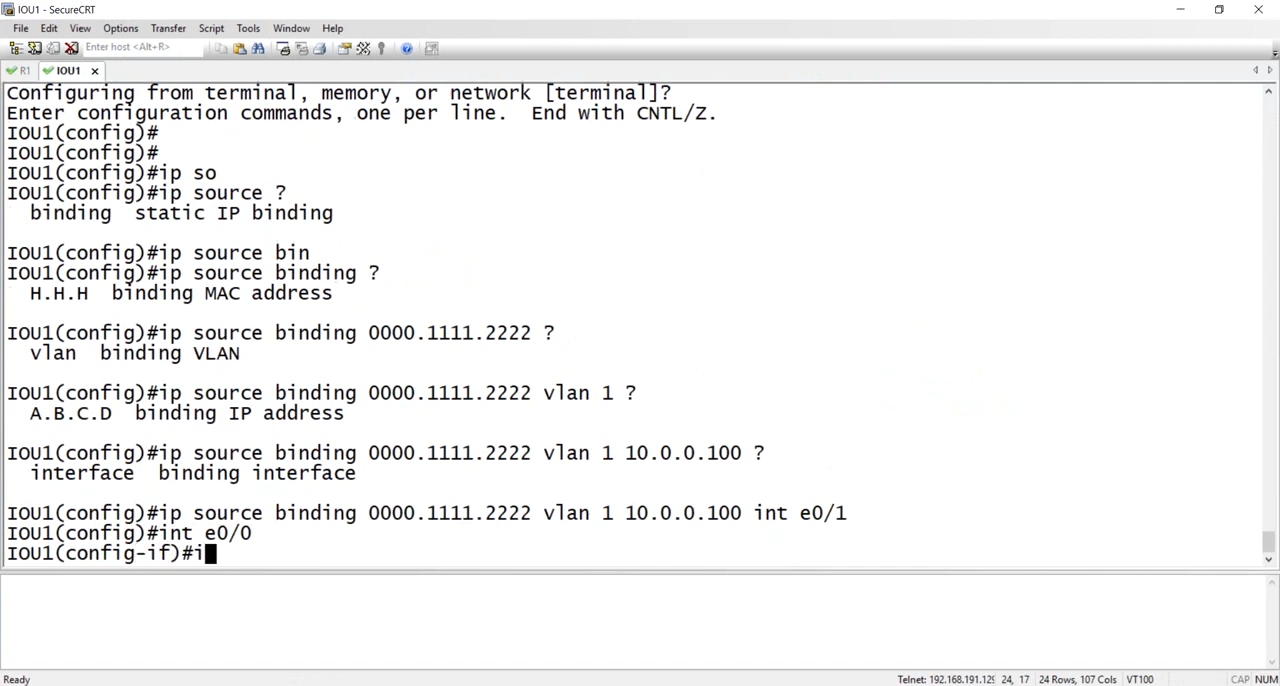 IOU1 - SecureCRT
File Edit View Options Transfer Script Tools Window Help
Enter host <Alt+R>
R1 IOU1
Configuring from terminal, memory, or network [terminal]?
Enter configuration commands, one per line.  End with CNTL/Z.
IOU1(config)#
IOU1(config)#
IOU1(config)#ip so
IOU1(config)#ip source ?
  binding  static IP binding
IOU1(config)#ip source bin
IOU1(config)#ip source binding ?
  H.H.H  binding MAC address
IOU1(config)#ip source binding 0000.1111.2222 ?
  vlan  binding VLAN
IOU1(config)#ip source binding 0000.1111.2222 vlan 1 ?
  A.B.C.D  binding IP address
IOU1(config)#ip source binding 0000.1111.2222 vlan 1 10.0.0.100 ?
  interface  binding interface
IOU1(config)#ip source binding 0000.1111.2222 vlan 1 10.0.0.100 int e0/1
IOU1(config)#int e0/0
IOU1(config-if)#i
Ready Telnet: 192.168.191.129 24, 17 24 Rows, 107 Cols VT100 CAP NUM